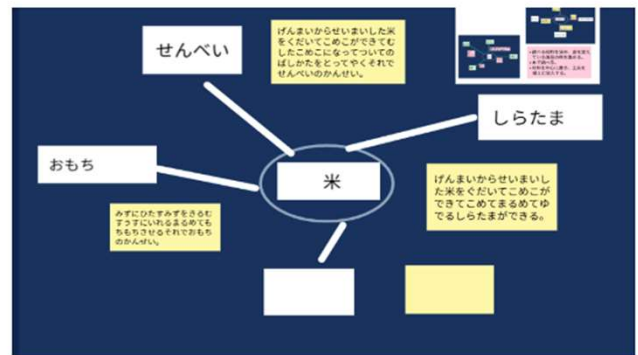 せんべい
げんまいからせいまいした米
をくだいてこめこができてむ
したこめこになってついての
ばしかたをとってやくそれで
せんべいのかんせい。
しらたま
おもち
米
げんまいからせいまいし
た米をぐだいてこめこが
できてこめてまるめてゆ
でるしらたまができる。
みずにひたすみずをきるむ
すうすにいれるまるめても
ちもちさせるそれでおもち
のかんせい。